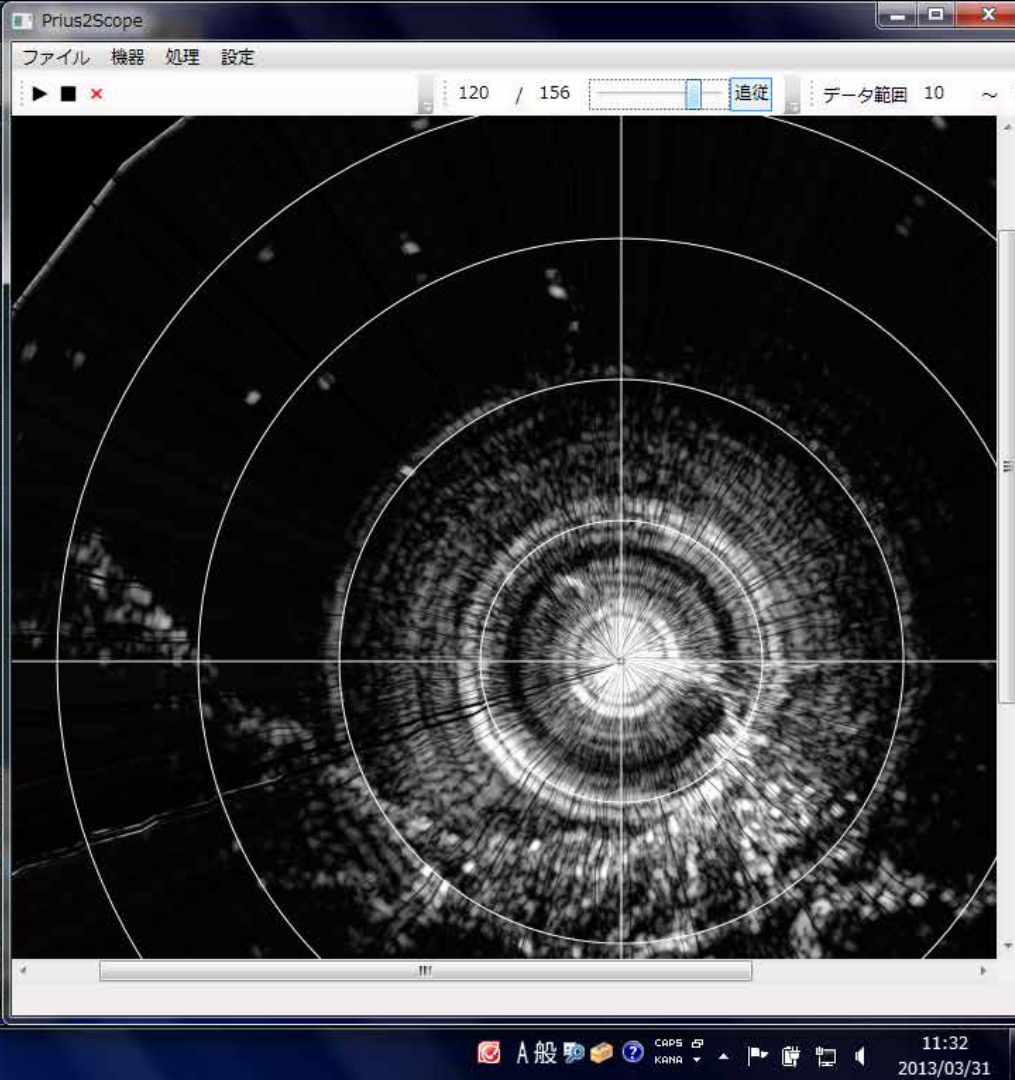 Prius2Scope
ファイル 機器 処理 設定
120 / 156 追従 データ範囲 10 ～
A 般 CAPS KANA
11:32
2013/03/31